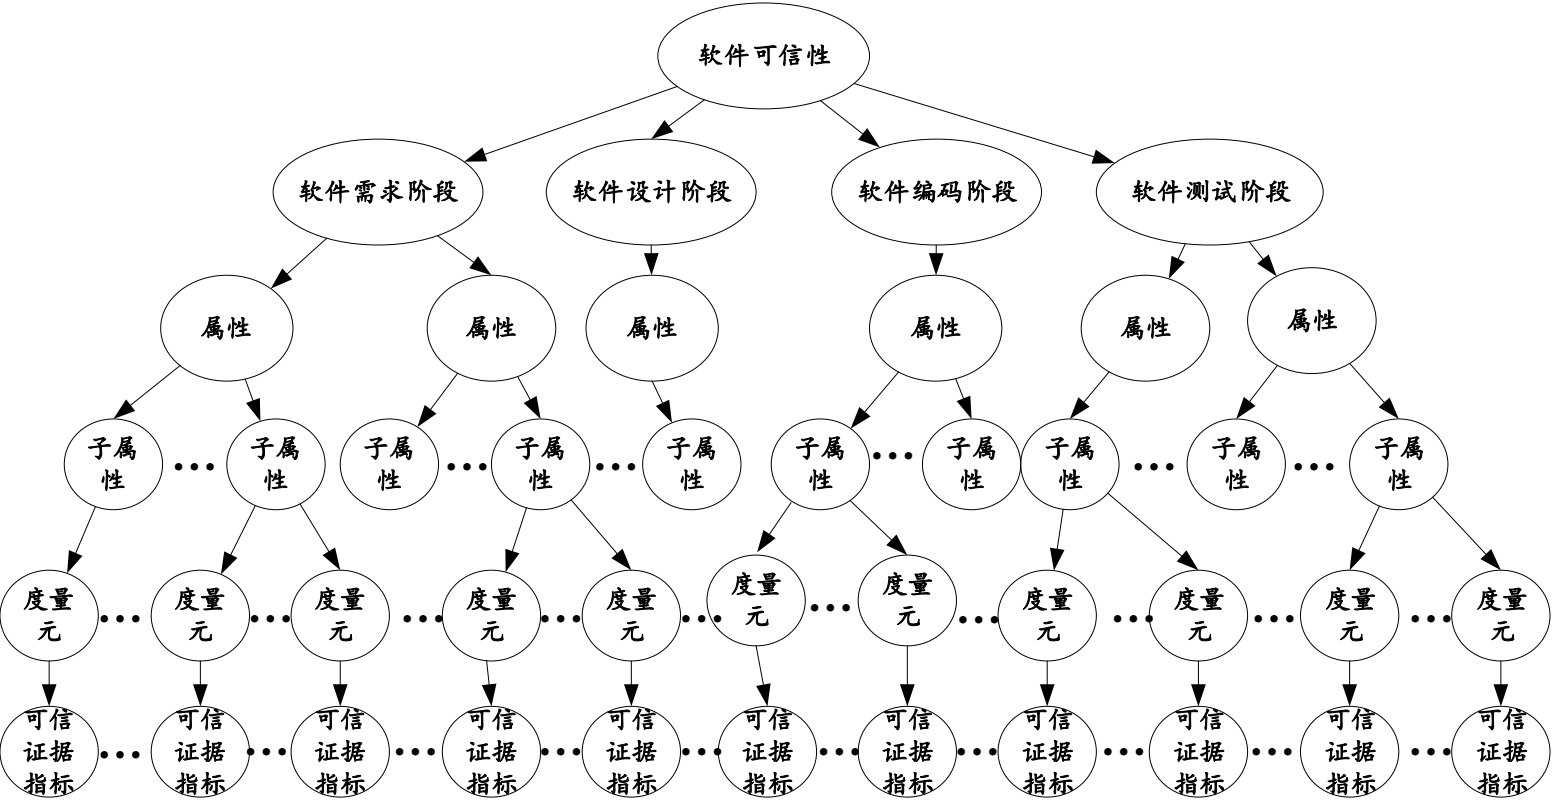 软件可信性
软件需求阶段
软件设计阶段
软件编码阶段
软件测试阶段
属性
属性
属性
属性
属性
属性
子属
性
子属
性
子属
性
子属
性
子属
性
子属
性
子属
性
子属
性
子属
性
子属
性
度量
元
度量
元
度量
元
度量
元
度量
元
度量
元
度量
元
度量
元
度量
元
度量
元
度量
元
可信
证据
指标
可信
证据
指标
可信
证据
指标
可信
证据
指标
可信
证据
指标
可信
证据
指标
可信
证据
指标
可信
证据
指标
可信
证据
指标
可信
证据
指标
可信
证据
指标